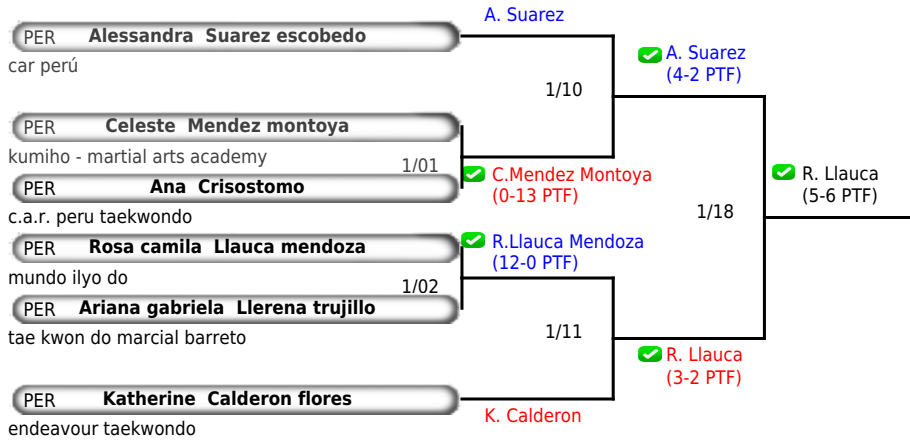 A. Suarez
PER Alessandra Suarez escobedo
car perú
A. Suarez
(4-2 PTF)
1/10
PER Celeste Mendez montoya
kumiho - martial arts academy
1/01
C.Mendez Montoya
(0-13 PTF)
PER Ana Crisostomo
c.a.r. peru taekwondo
R. Llauca
(5-6 PTF)
1/18
PER Rosa camila Llauca mendoza
mundo ilyo do
R.Llauca Mendoza
(12-0 PTF)
1/02
PER Ariana gabriela Llerena trujillo
tae kwon do marcial barreto
1/11
R. Llauca
(3-2 PTF)
PER Katherine Calderon flores
endeavour taekwondo
K. Calderon